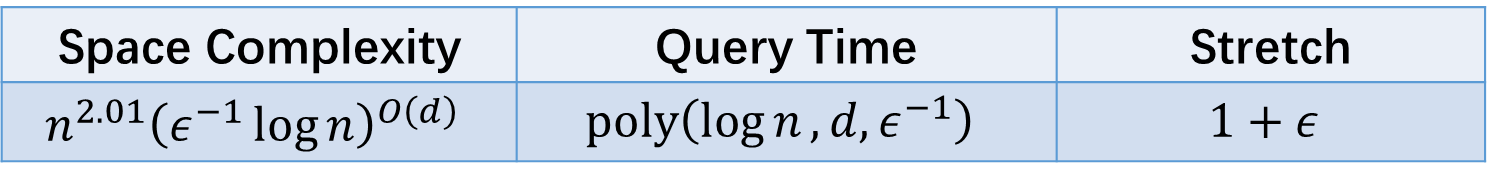 Space Complexity Query Time Stretch
n^{2.01}(ϵ^{-1} log n)^{O(d)} poly(log n , d, ϵ^{-1}) 1 + ϵ